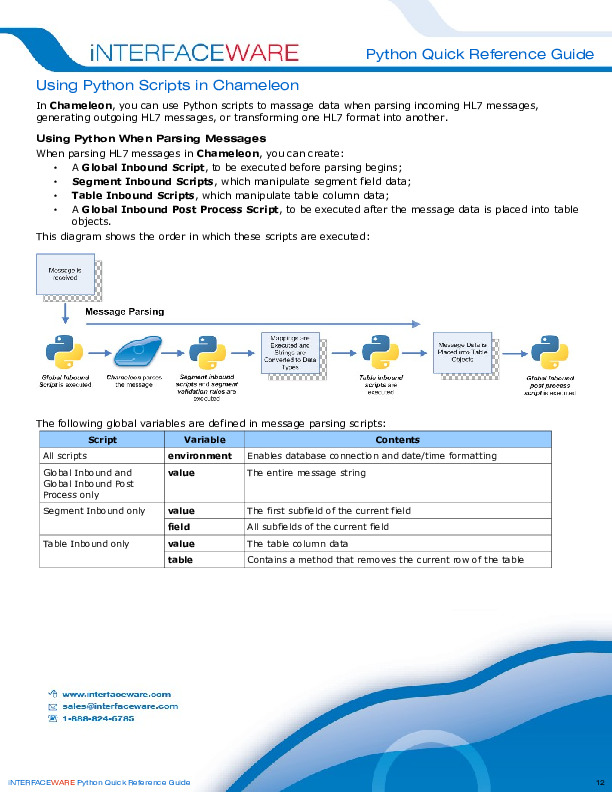 iNTERFACEWARE
Python Quick Reference Guide
Using Python Scripts in Chameleon
In Chameleon, you can use Python scripts to massage data when parsing incoming HL7 messages,
generating outgoing HL7 messages, or transforming one HL7 format into another.
Using Python When Parsing Messages
When parsing HL7 messages in Chameleon, you can create:
• A Global Inbound Script, to be executed before parsing begins;
• Segment Inbound Scripts, which manipulate segment field data;
• Table Inbound Scripts, which manipulate table column data;
• A Global Inbound Post Process Script, to be executed after the message data is placed into table
objects.
This diagram shows the order in which these scripts are executed:
Message is
received
Message Parsing
Global Inbound
Script is executed
Chameleon parses
the message
Segment inbound
scripts and segment
validation rules are
executed
Mappings are
Executed and
Strings are
Converted to Data
Types
Table inbound
scripts are
executed
Message Data is
Placed into Table
Objects
Global inbound
post process
script is executed
The following global variables are defined in message parsing scripts:
Script Variable Contents
All scripts environment Enables database connection and date/time formatting
Global Inbound and value The entire message string
Global Inbound Post
Process only
Segment Inbound only value The first subfield of the current field
field All subfields of the current field
Table Inbound only value The table column data
table Contains a method that removes the current row of the table
www.interfaceware.com
sales@interfaceware.com
1-888-824-6785
iNTERFACEWARE Python Quick Reference Guide 12